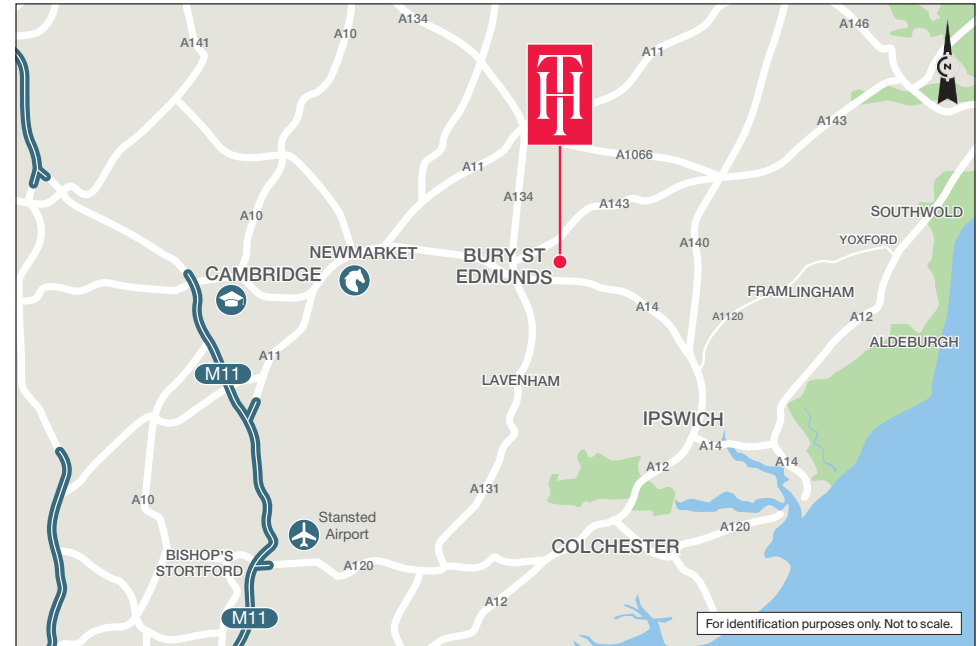 A134
A10
A141
A11
A146
N
TH
A143
A1066
A11
A134
A143
A10
SOUTHWOLD
YOXFORD
A140
NEWMARKET
BURY ST
EDMUNDS
CAMBRIDGE
FRAMLINGHAM
A14
A1120
A12
ALDEBURGH
A11
M11
LAVENHAM
IPSWICH
A14
A14
A12
A131
A10
Stansted
Airport
A120
COLCHESTER
BISHOP'S
STORTFORD
A120
A12
M11
For identification purposes only. Not to scale.